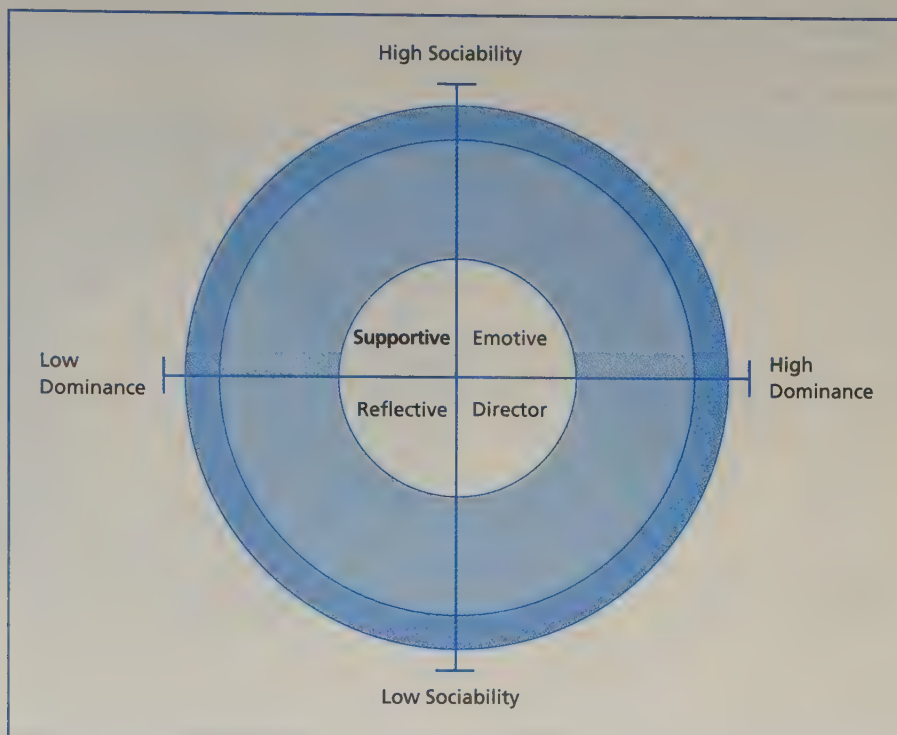 High Sociability
Supportive Emotive
Low
Dominance
High
Dominance
Reflective Director
Low Sociability